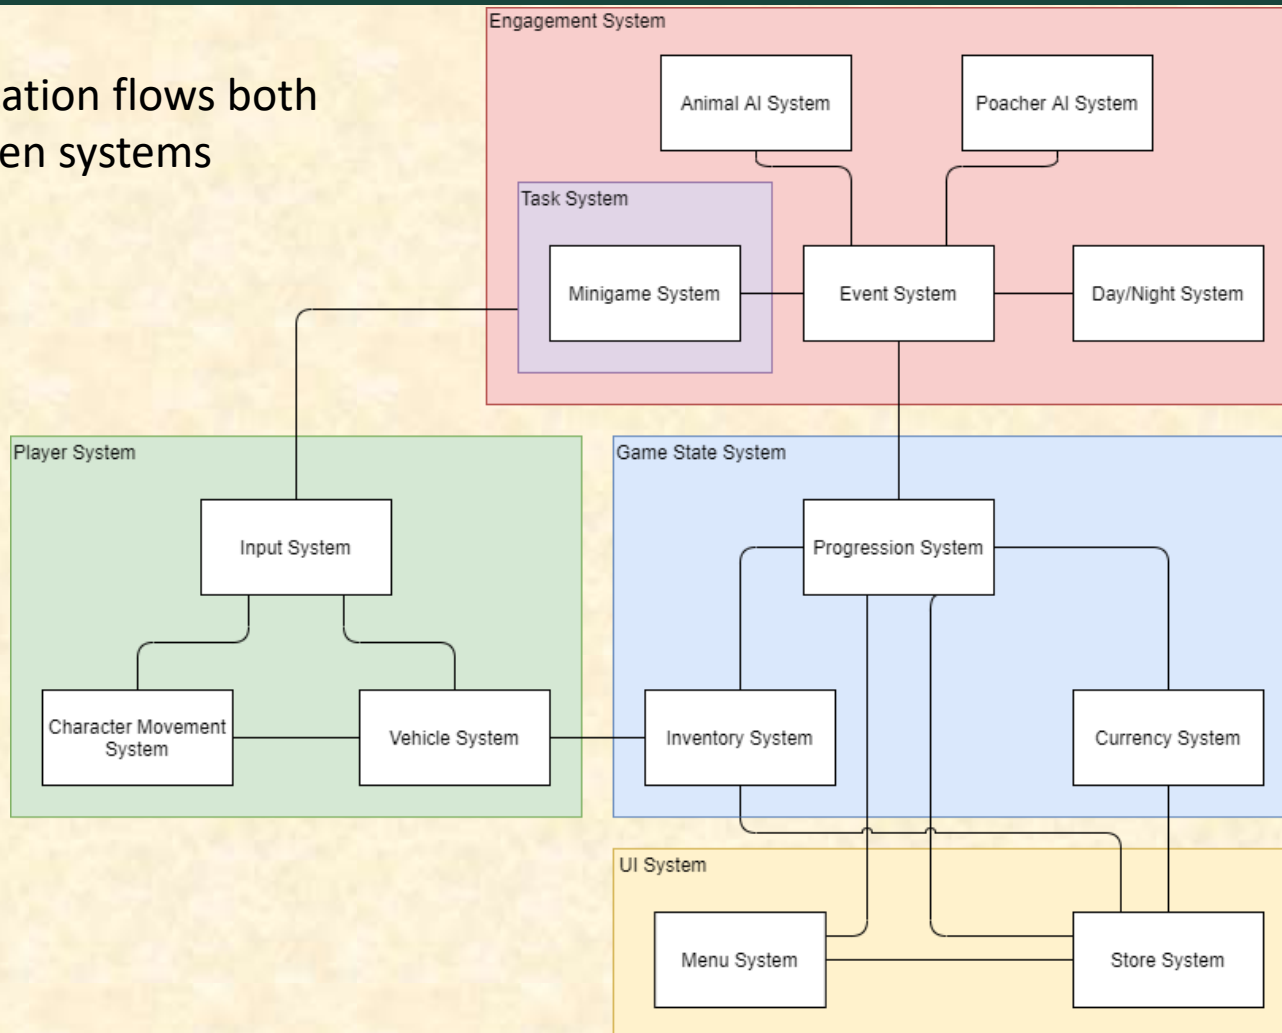 ation flows both
en systems
Engagement System
Animal AI System
Poacher AI System
Task System
Minigame System
Event System
Day/Night System
Player System
Game State System
Input System
Progression System
Character Movement
System
Vehicle System
Inventory System
Currency System
UI System
Menu System
Store System